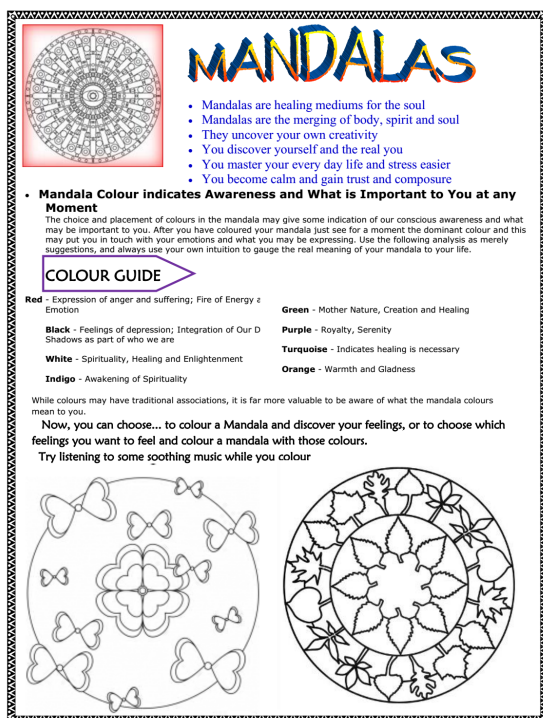 MANDALAS
• Mandalas are healing mediums for the soul
• Mandalas are the merging of body, spirit and soul
• They uncover your own creativity
• You discover yourself and the real you
• You master your every day life and stress easier
• You become calm and gain trust and composure
• Mandala Colour indicates Awareness and What is Important to You at any
Moment
The choice and placement of colours in the mandala may give some indication of our conscious awareness and what
may be important to you. After you have coloured your mandala just see for a moment the dominant colour and this
may put you in touch with your emotions and what you may be expressing. Use the following analysis as merely
suggestions, and always use your own intuition to gauge the real meaning of your mandala to your life.
COLOUR GUIDE
Red - Expression of anger and suffering; Fire of Energy a
Emotion
Black - Feelings of depression; Integration of Our D
Shadows as part of who we are
White - Spirituality, Healing and Enlightenment
Indigo - Awakening of Spirituality
Green - Mother Nature, Creation and Healing
Purple - Royalty, Serenity
Turquoise - Indicates healing is necessary
Orange - Warmth and Gladness
While colours may have traditional associations, it is far more valuable to be aware of what the mandala colours
mean to you.
Now, you can choose... to colour a Mandala and discover your feelings, or to choose which
feelings you want to feel and colour a mandala with those colours.
Try listening to some soothing music while you colour